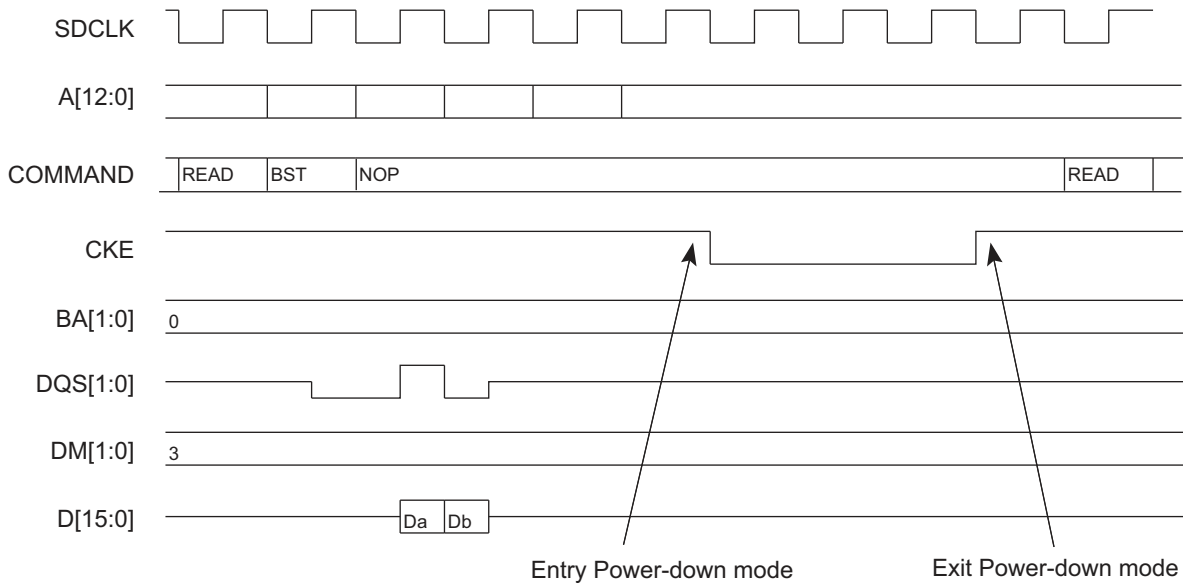 SDCLK
A[12:0]
COMMAND READ BST NOP READ
CKE
BA[1:0] 0
DQS[1:0]
DM[1:0] 3
D[15:0] Da Db
Entry Power-down mode Exit Power-down mode